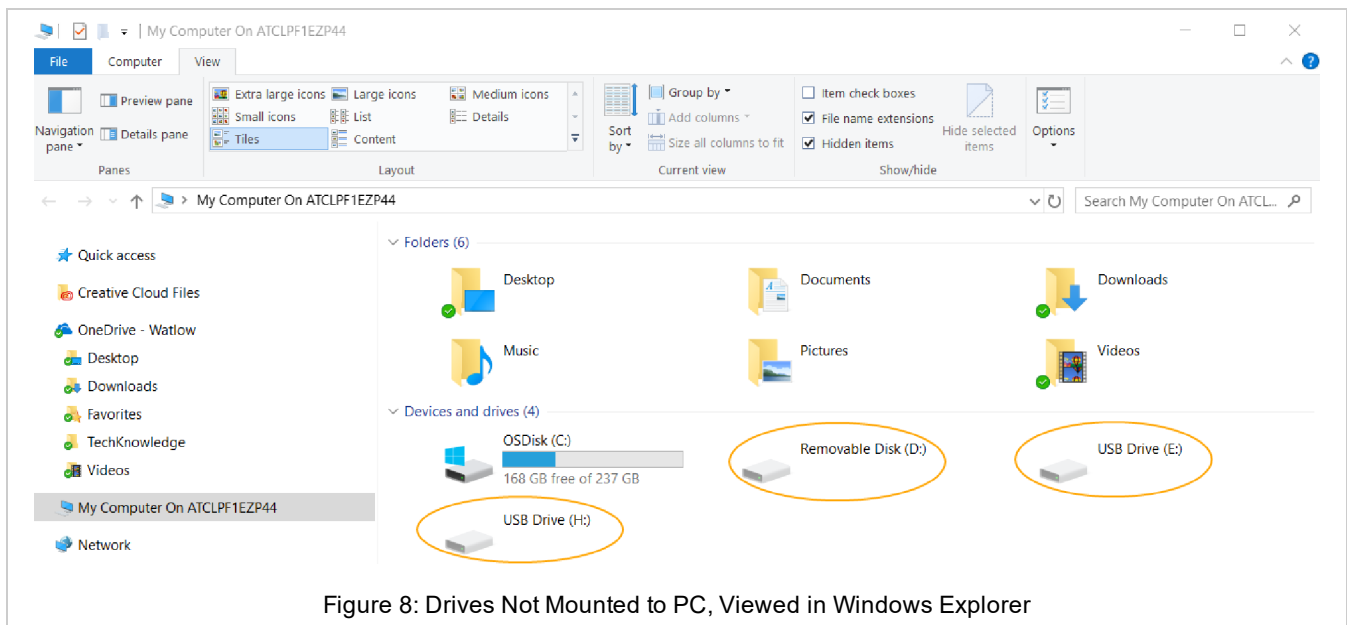 My Computer On ATCLPF1EZP44
File Computer View
Navigation pane
Preview pane
Details pane
Panes
Extra large icons Large icons Medium icons
Small icons List Details
Tiles Content
Layout
Sort by
Group by
Add columns
Size all columns to fit
Current view
Item check boxes
File name extensions
Hidden items
Hide selected items
Show/hide
Options
My Computer On ATCLPF1EZP44
Search My Computer On ATCL...
Quick access
Creative Cloud Files
OneDrive - Watlow
Desktop
Downloads
Favorites
TechKnowledge
Videos
My Computer On ATCLPF1EZP44
Network
Folders (6)
Desktop Documents Downloads
Music Pictures Videos
Devices and drives (4)
OSDisk (C:)
168 GB free of 237 GB
Removable Disk (D:)
USB Drive (E:)
USB Drive (H:)
Figure 8: Drives Not Mounted to PC, Viewed in Windows Explorer